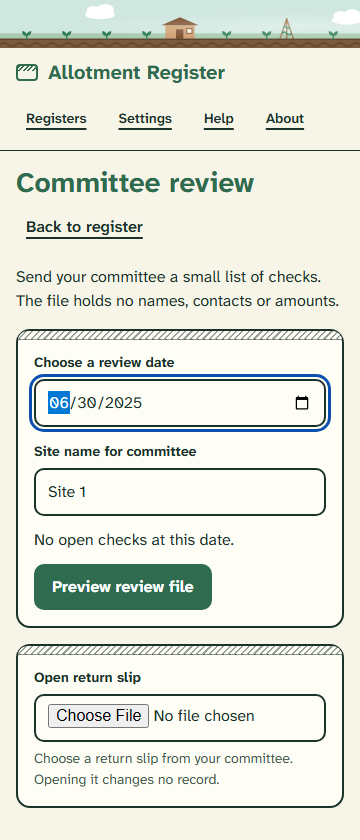 Allotment Register
Registers Settings Help About
Committee review
Back to register
Send your committee a small list of checks.
The file holds no names, contacts or amounts.
Choose a review date
06/30/2025
Site name for committee
Site 1
No open checks at this date.
Preview review file
Open return slip
Choose File No file chosen
Choose a return slip from your committee.
Opening it changes no record.